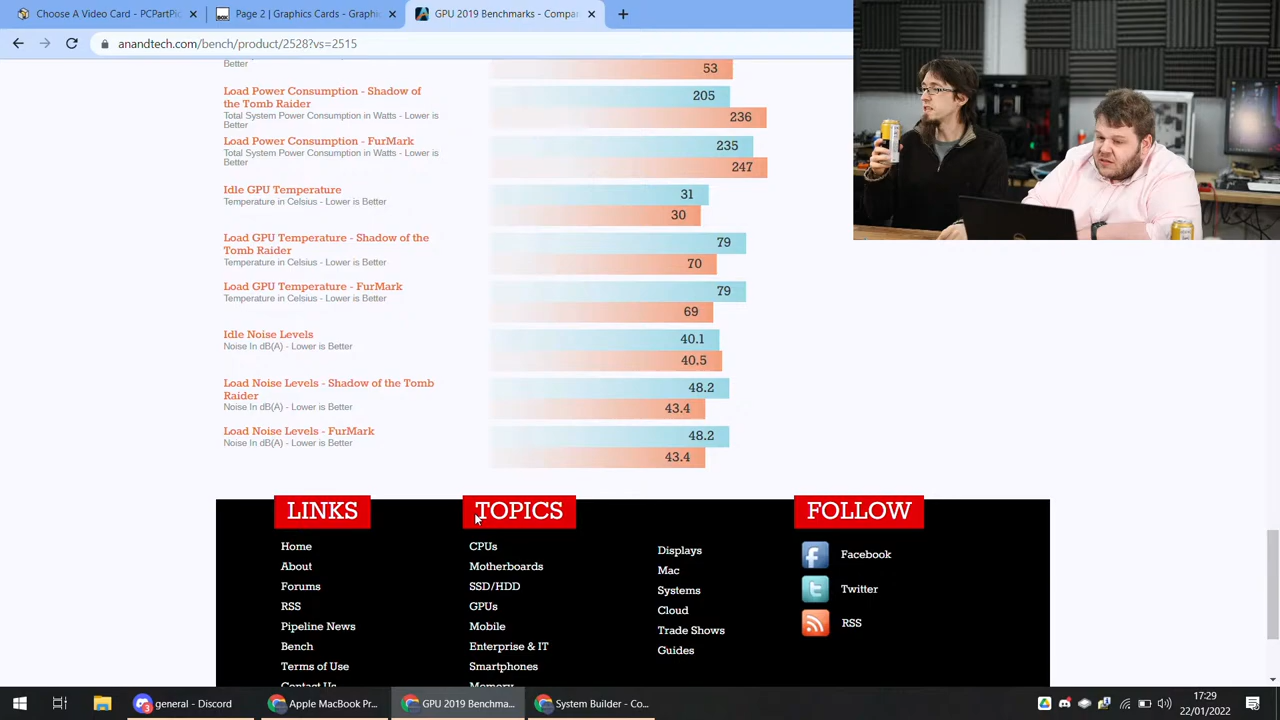 Choose A Video Card - PCPartPic
Page 2 | Graphics Cards - Graphi
GPU 2019 Benchmarks - Compar
anandtech.com/bench/product/2528?vs=2515
Better
53
Load Power Consumption - Shadow of
the Tomb Raider
Total System Power Consumption in Watts - Lower is
Better
205
236
Load Power Consumption - FurMark
Total System Power Consumption in Watts - Lower is
Better
235
247
Idle GPU Temperature
Temperature in Celsius - Lower is Better
31
30
Load GPU Temperature - Shadow of the
Tomb Raider
Temperature in Celsius - Lower is Better
79
70
Load GPU Temperature - FurMark
Temperature in Celsius - Lower is Better
79
69
Idle Noise Levels
Noise In dB(A) - Lower is Better
40.1
40.5
Load Noise Levels - Shadow of the Tomb
Raider
Noise In dB(A) - Lower is Better
48.2
43.4
Load Noise Levels - FurMark
Noise In dB(A) - Lower is Better
48.2
43.4
LINKS
Home
About
Forums
RSS
Pipeline News
Bench
Terms of Use
Contact Us
TOPICS
CPUs
Motherboards
SSD/HDD
GPUs
Mobile
Enterprise & IT
Smartphones
Memory
Displays
Mac
Systems
Cloud
Trade Shows
Guides
FOLLOW
Facebook
Twitter
RSS
general - Discord
Apple MacBook Pr...
GPU 2019 Benchma...
System Builder - Co...
17:29
22/01/2022